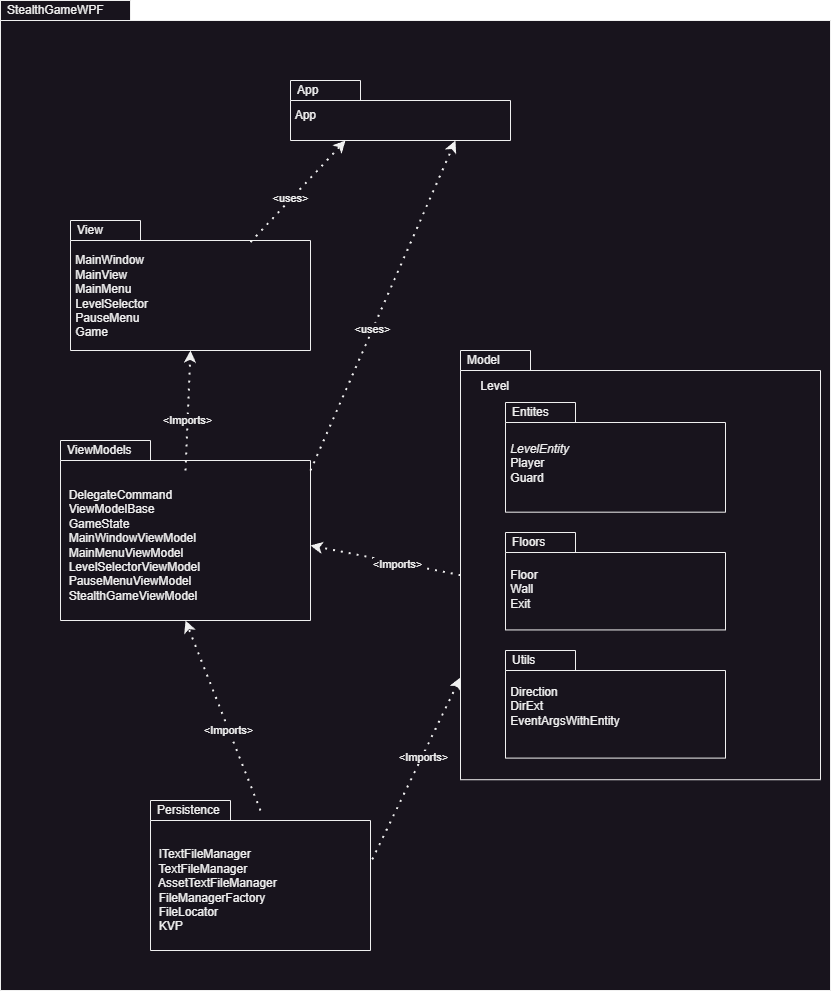 StealthGameWPF
App
App
<uses>
View
MainWindow
MainView
MainMenu
LevelSelector
PauseMenu
Game
<uses>
<Imports>
ViewModels
DelegateCommand
ViewModelBase
GameState
MainWindowViewModel
MainMenuViewModel
LevelSelectorViewModel
PauseMenuViewModel
StealthGameViewModel
<Imports>
Model
Level
Entites
LevelEntity
Player
Guard
Floors
Floor
Wall
Exit
Utils
Direction
DirExt
EventArgsWithEntity
<Imports>
<Imports>
Persistence
ITextFileManager
TextFileManager
AssetTextFileManager
FileManagerFactory
FileLocator
KVP